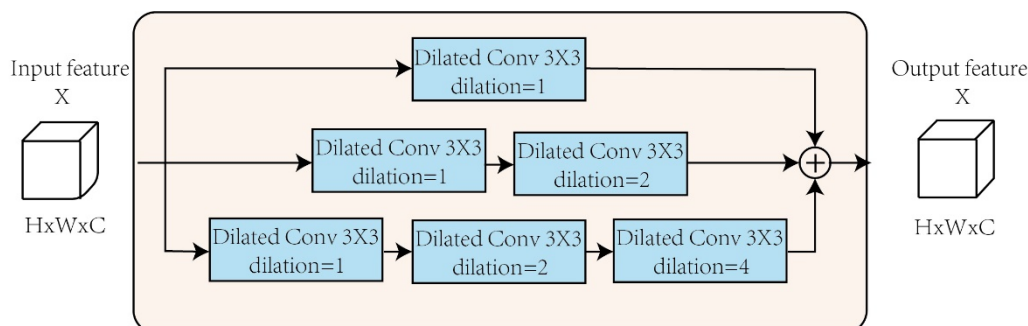 Input feature
X
HxWxC
Dilated Conv 3X3
dilation=1
Dilated Conv 3X3
dilation=1
Dilated Conv 3X3
dilation=2
Dilated Conv 3X3
dilation=1
Dilated Conv 3X3
dilation=2
Dilated Conv 3X3
dilation=4
Output feature
X
HxWxC